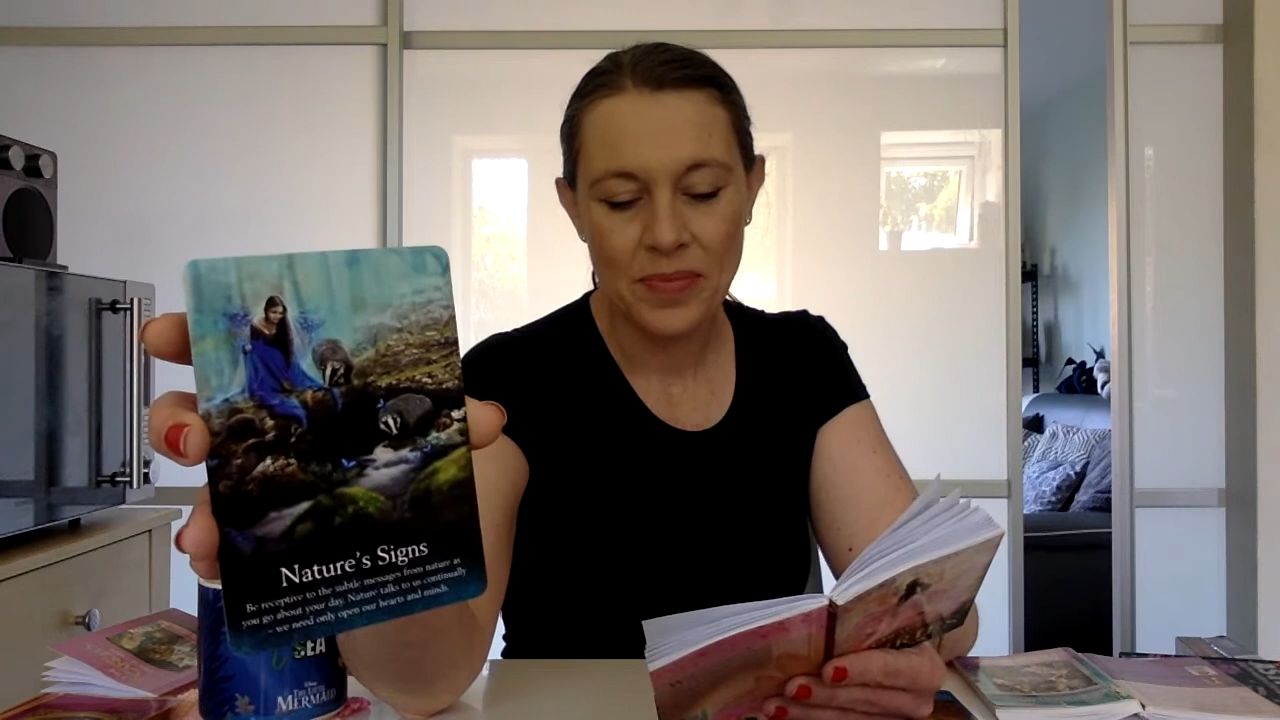 Nature's Signs
Be receptive to the subtle messages from nature as
you go about your day. Nature talks to us continually
- we need only open our hearts and minds.
SEA
Disney
THE LITTLE
MERMAID